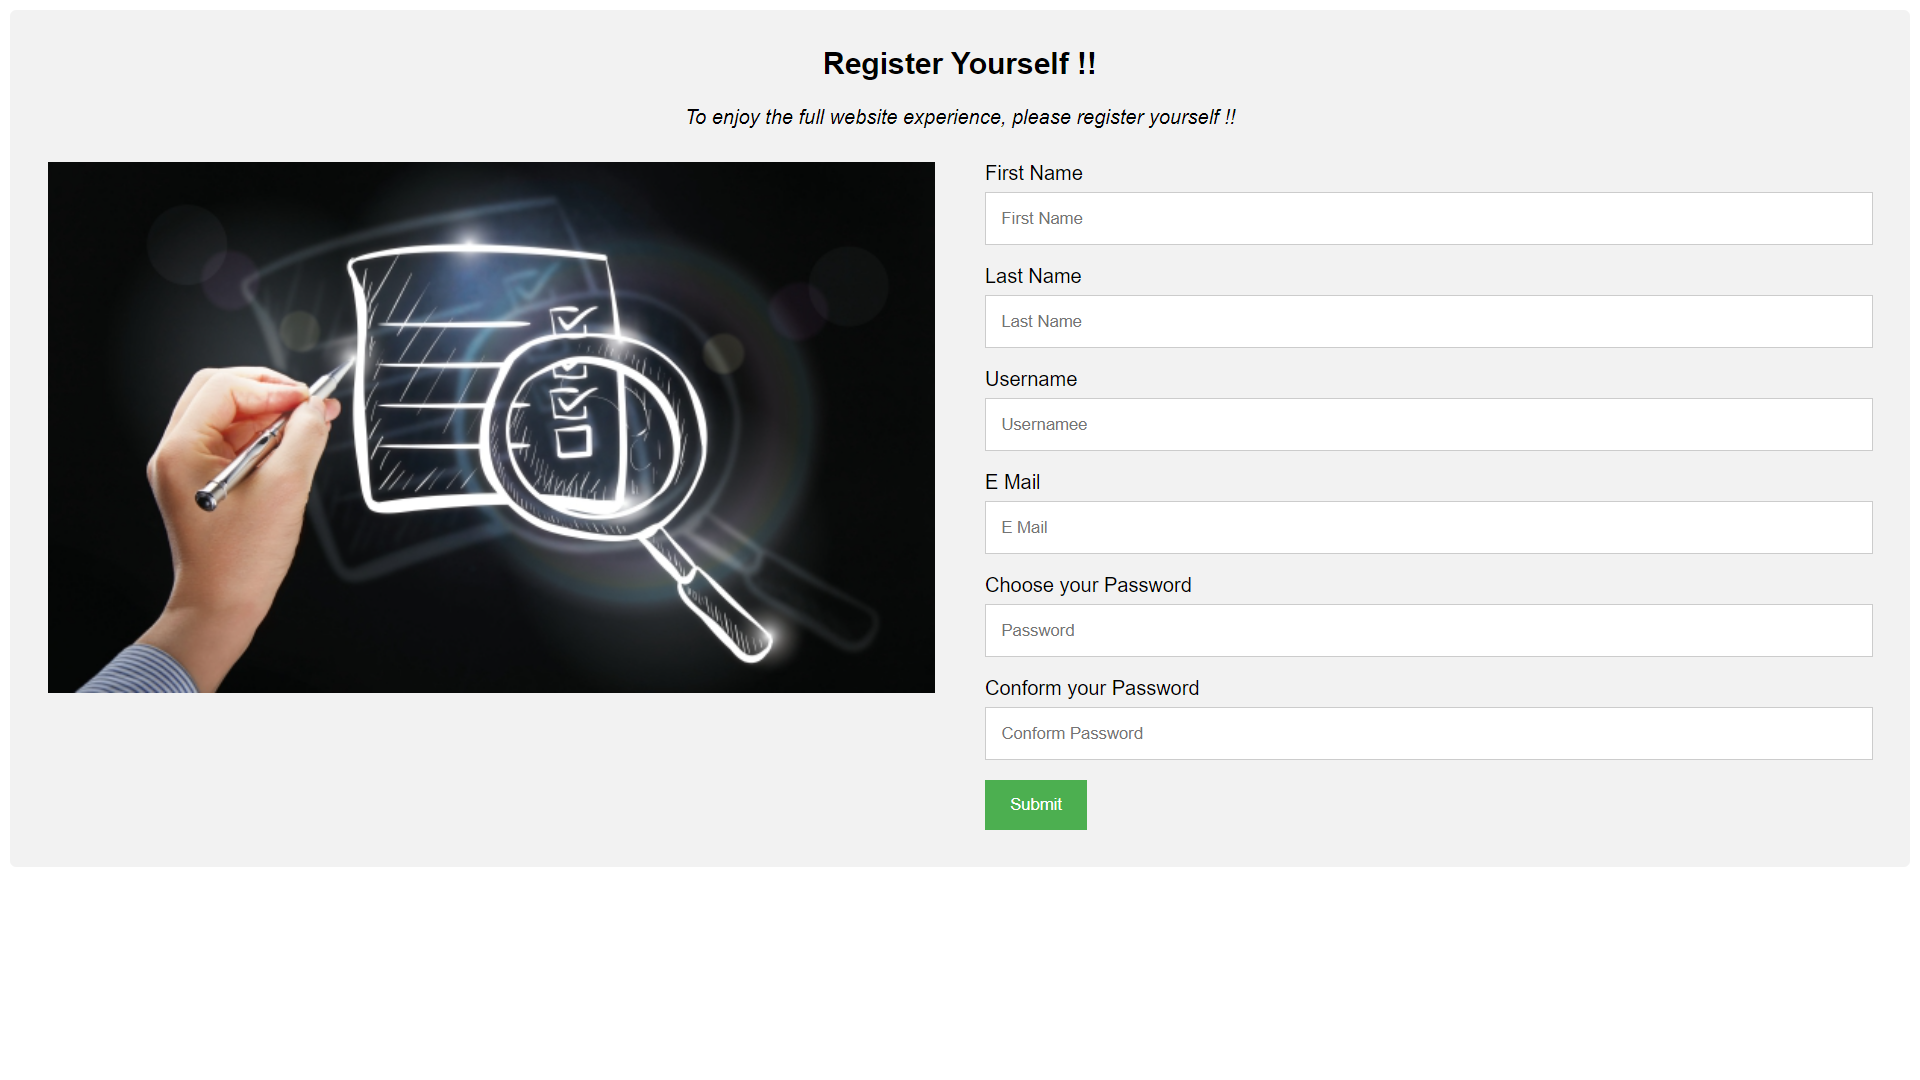 Register Yourself !!
To enjoy the full website experience, please register yourself !!
First Name
First Name
Last Name
Last Name
Username
Usernamee
E Mail
E Mail
Choose your Password
Password
Conform your Password
Conform Password
Submit